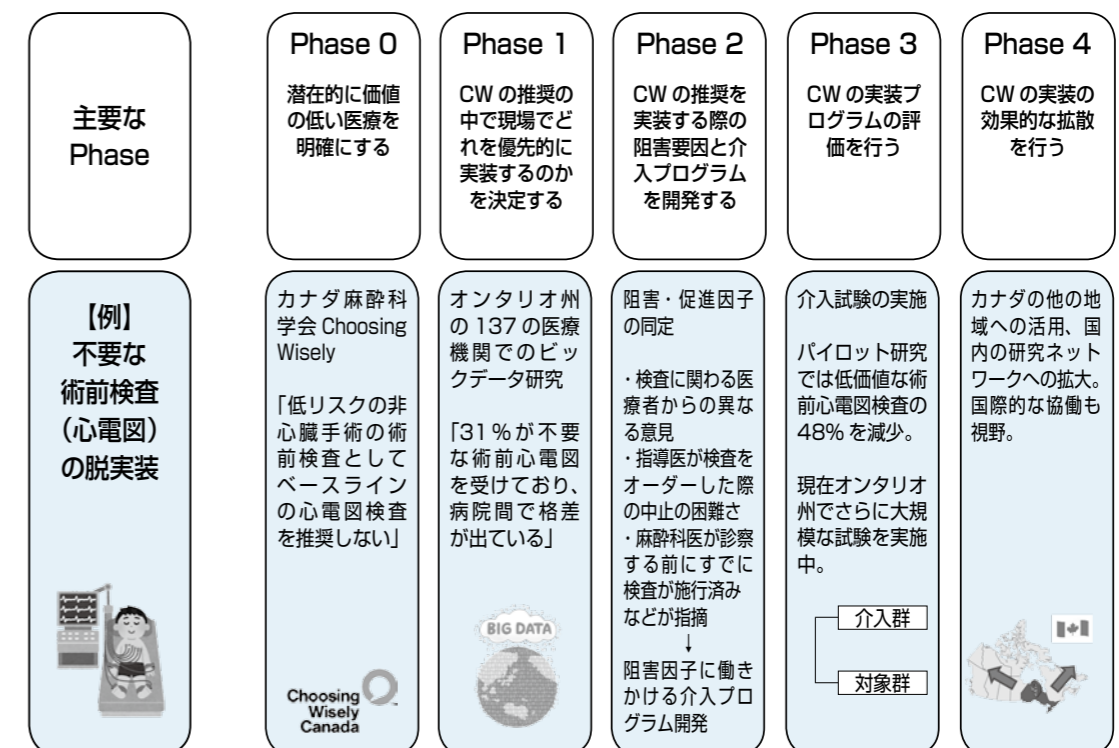 主要な
Phase
Phase 0
潜在的に価値
の低い医療を
明確にする
Phase 1
CW の推奨の
中で現場でど
れを優先的に
実装するのか
を決定する
Phase 2
CW の推奨を
実装する際の
阻害要因と介
入プログラム
を開発する
Phase 3
CW の実装プ
ログラムの評
価を行う
Phase 4
CW の実装の
効果的な拡散
を行う
【例】
不要な
術前検査
（心電図）
の脱実装
カナダ麻酔科
学会 Choosing
Wisely
「低リスクの非
心臓手術の術
前検査として
ベースライン
の心電図検査
を推奨しない」
Choosing
Wisely
Canada
オンタリオ州
の 137 の医療
機関でのビッ
クデータ研究
「31％が不要
な術前心電図
を受けており、
病院間で格差
が出ている」
BIG DATA
阻害・促進因子
の同定
・検査に関わる医
療者からの異な
る意見
・指導医が検査を
オーダーした際
の中止の困難さ
・麻酔科医が診察
する前にすでに
検査が施行済み
などが指摘
↓
阻害因子に働き
かける介入プロ
グラム開発
介入試験の実施
パイロット研究
では低価値な術
前心電図検査の
48% を減少。
現在オンタリオ
州でさらに大規
模な試験を実施
中。
介入群
対象群
カナダの他の地
域への活用、国
内の研究ネット
ワークへの拡大。
国際的な協働も
視野。